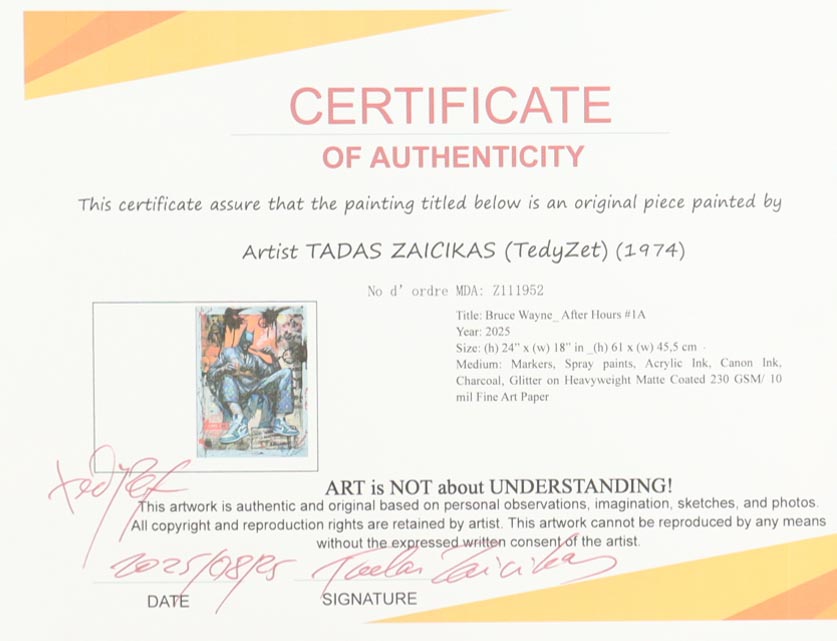 CERTIFICATE
OF AUTHENTICITY
This certificate assure that the painting titled below is an original piece painted by
Artist TADAS ZAICIKAS (TedyZet) (1974)
No d' ordre MDA: Z111952
Title: Bruce Wayne_ After Hours #1A
Year: 2025
Size: (h) 24" x (w) 18" in _(h) 61 x (w) 45,5 cm
Medium: Markers, Spray paints, Acrylic Ink, Canon Ink,
Charcoal, Glitter on Heavyweight Matte Coated 230 GSM/ 10
mil Fine Art Paper
TedyZet
ART is NOT about UNDERSTANDING!
This artwork is authentic and original based on personal observations, imagination, sketches, and photos.
All copyright and reproduction rights are retained by artist. This artwork cannot be reproduced by any means
without the expressed written consent of the artist.
2025/08/25 Tadas Zaicikas
DATE SIGNATURE